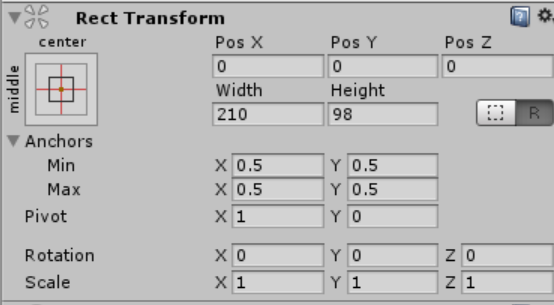 Rect Transform
center
Pos X Pos Y Pos Z
middle
0 0 0
Width Height
210 98
R
Anchors
Min X 0.5 Y 0.5
Max X 0.5 Y 0.5
Pivot X 1 Y 0
Rotation X 0 Y 0 Z 0
Scale X 1 Y 1 Z 1